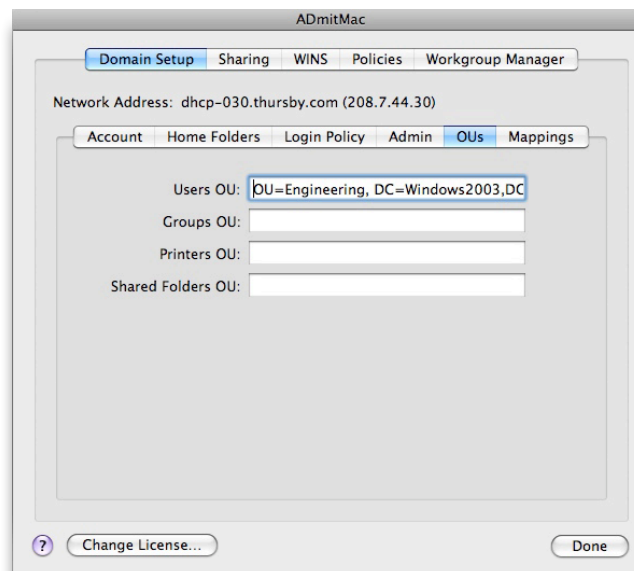 ADmitMac
Domain Setup Sharing WINS Policies Workgroup Manager
Network Address: dhcp-030.thursby.com (208.7.44.30)
Account Home Folders Login Policy Admin OUs Mappings
Users OU: OU=Engineering, DC=Windows2003,DC
Groups OU:
Printers OU:
Shared Folders OU:
? Change License... Done